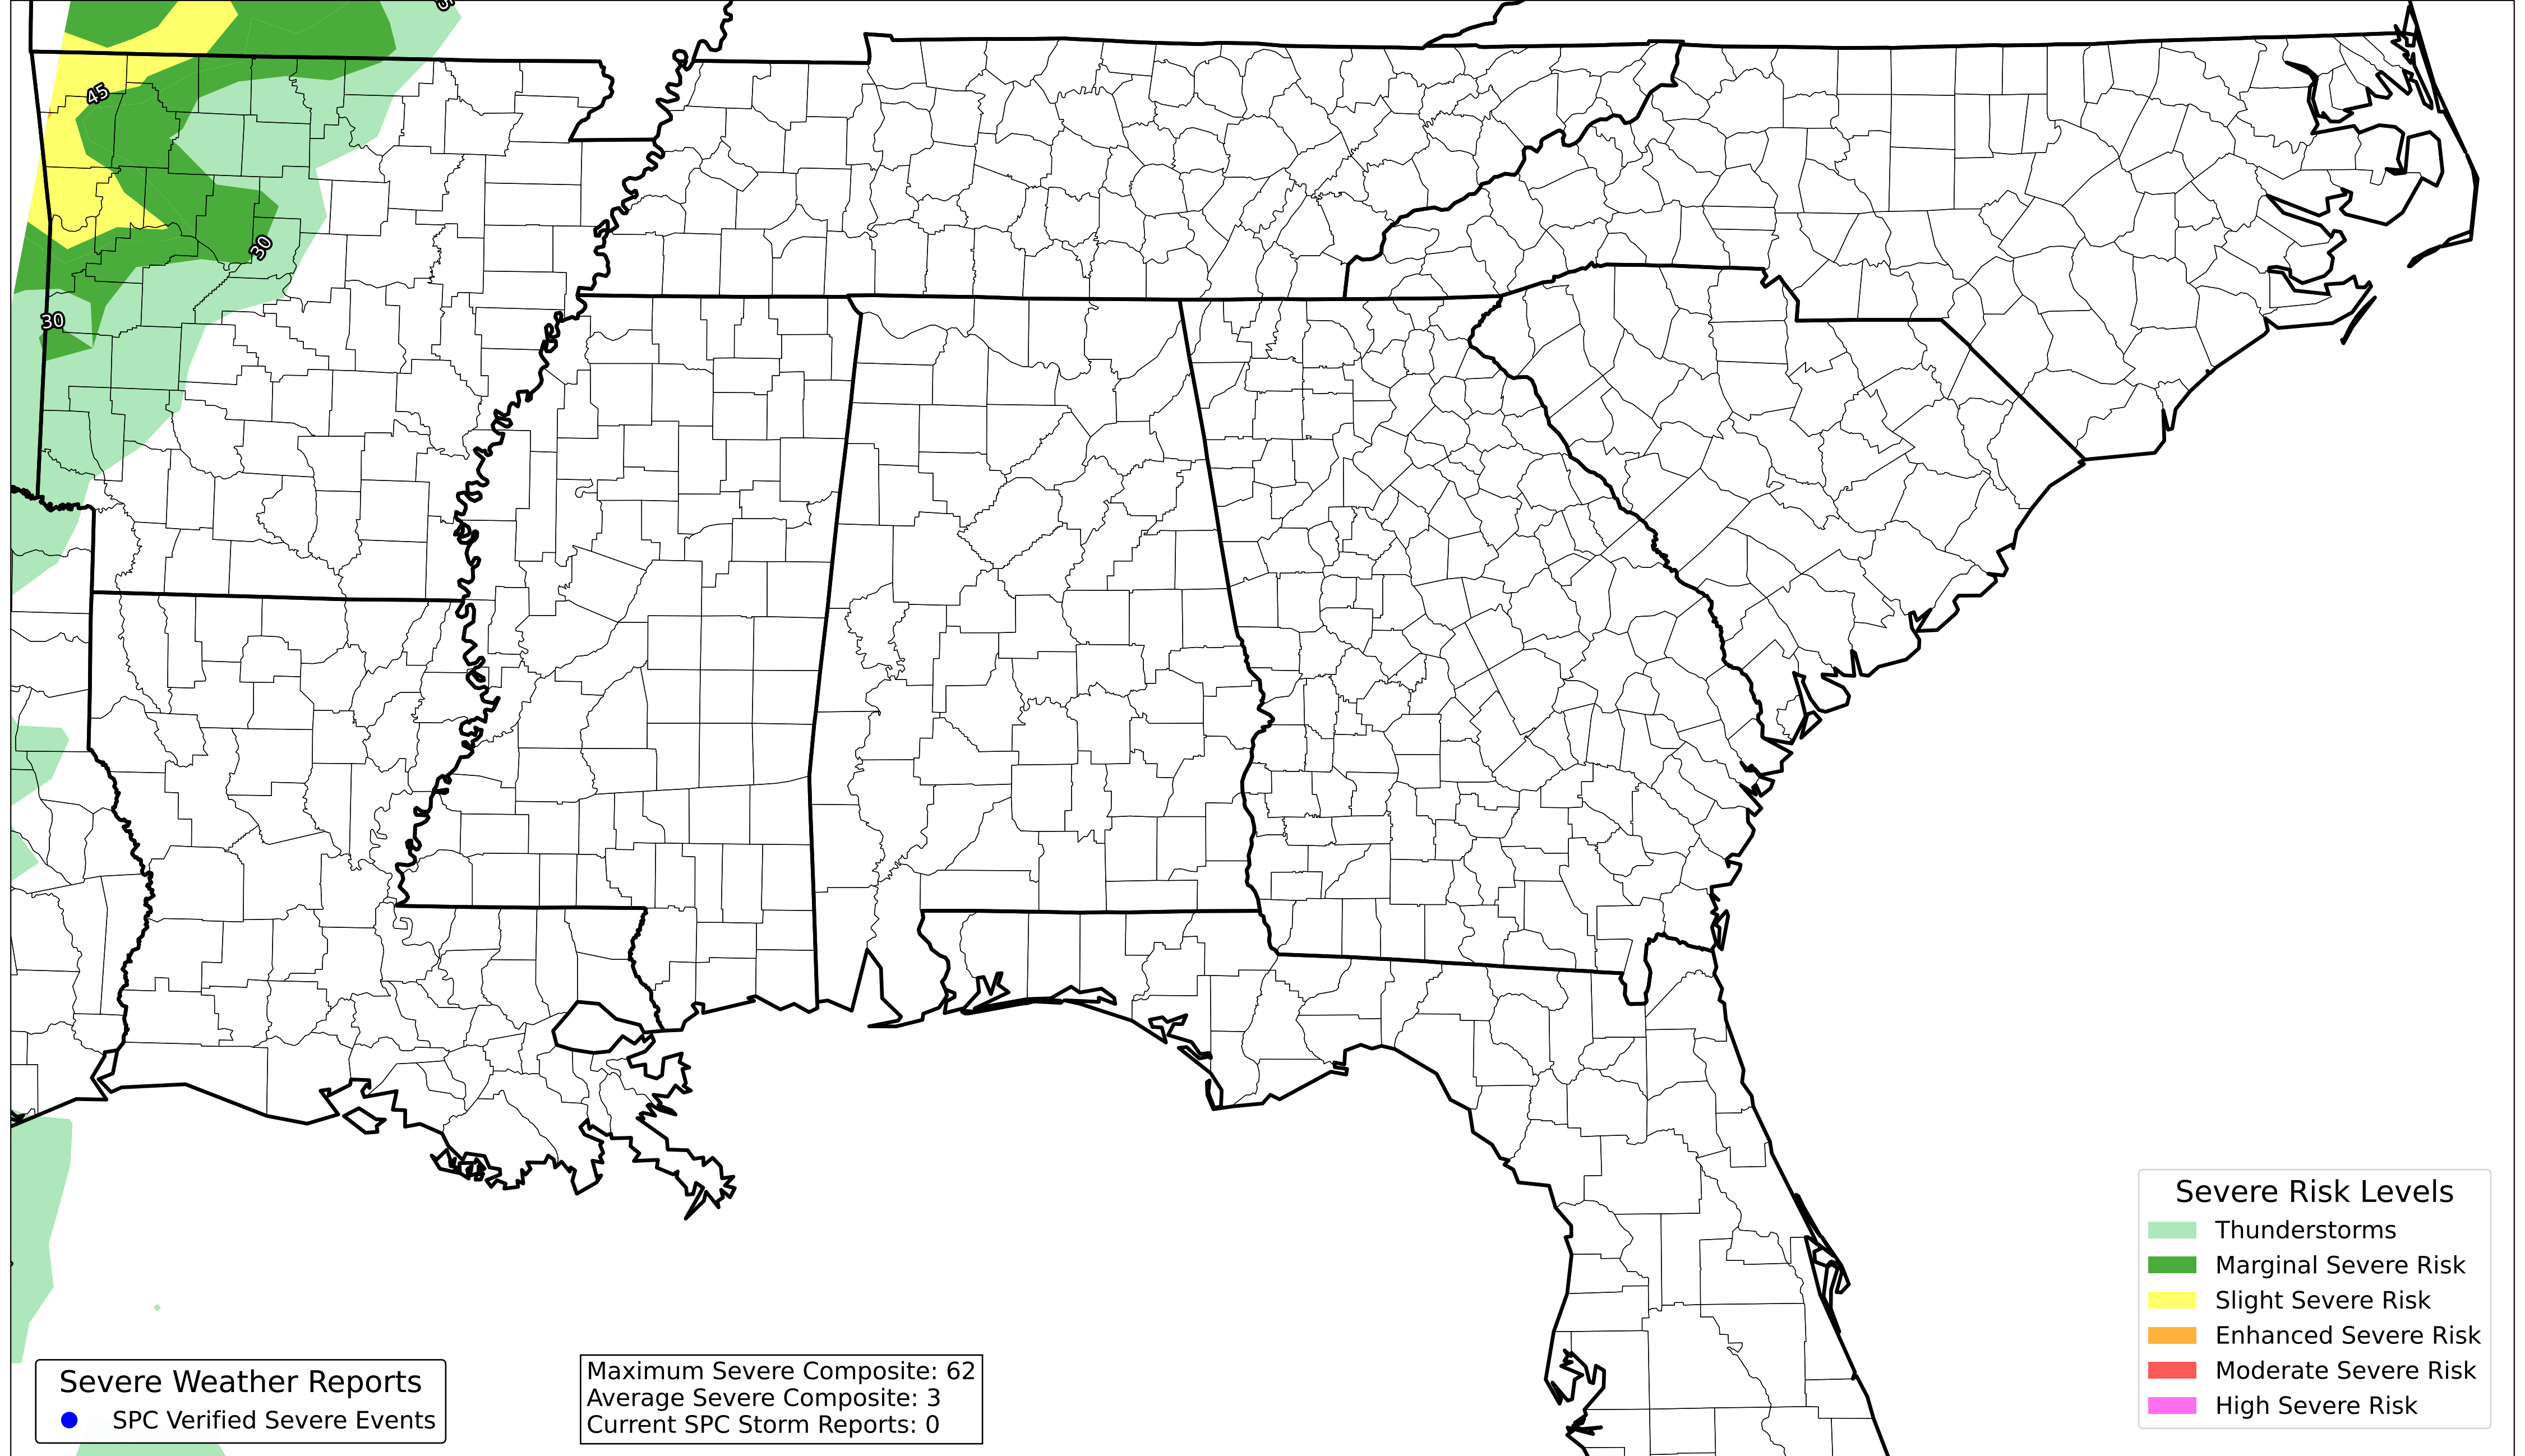 45
30
30
Severe Risk Levels
Thunderstorms
Marginal Severe Risk
Slight Severe Risk
Enhanced Severe Risk
Moderate Severe Risk
High Severe Risk
Severe Weather Reports
SPC Verified Severe Events
Maximum Severe Composite: 62
Average Severe Composite: 3
Current SPC Storm Reports: 0